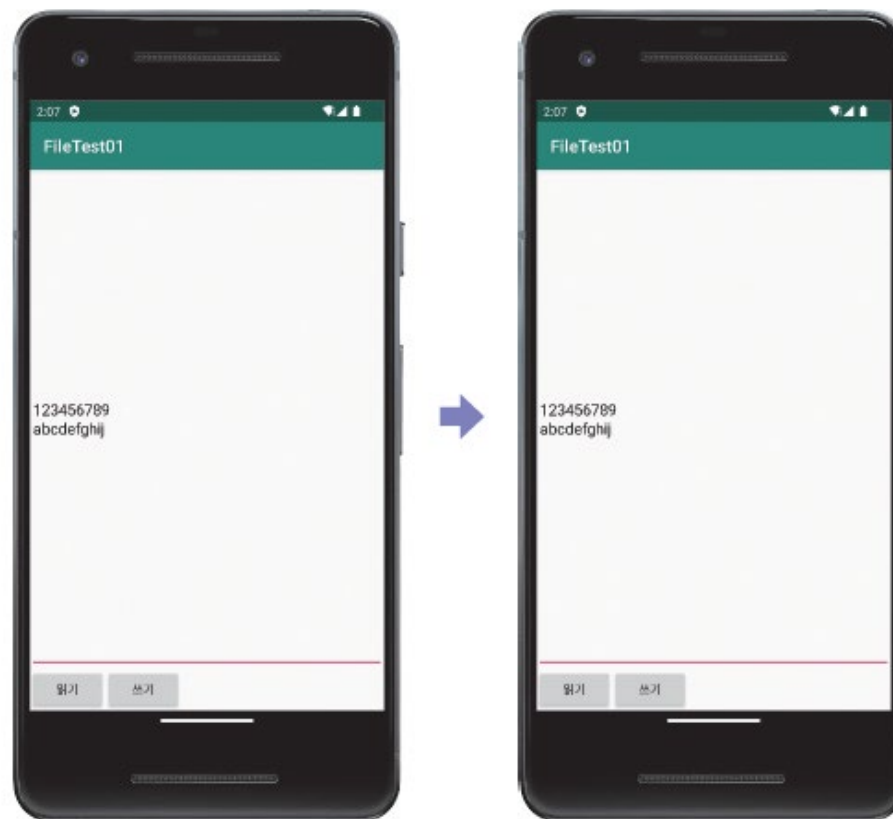 2:07
FileTest01
123456789
abcdefghij
읽기 쓰기
2:07
FileTest01
123456789
abcdefghij
읽기 쓰기